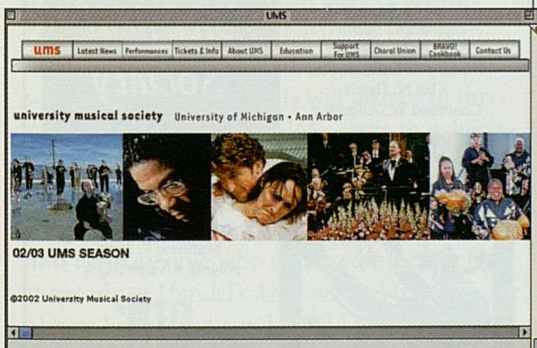 UMS
ums Latest News Performances Tickets & Info About UMS Education Support For UMS Choral Union BRAVO! Cookbook Contact Us
university musical society University of Michigan • Ann Arbor
02/03 UMS SEASON
©2002 University Musical Society